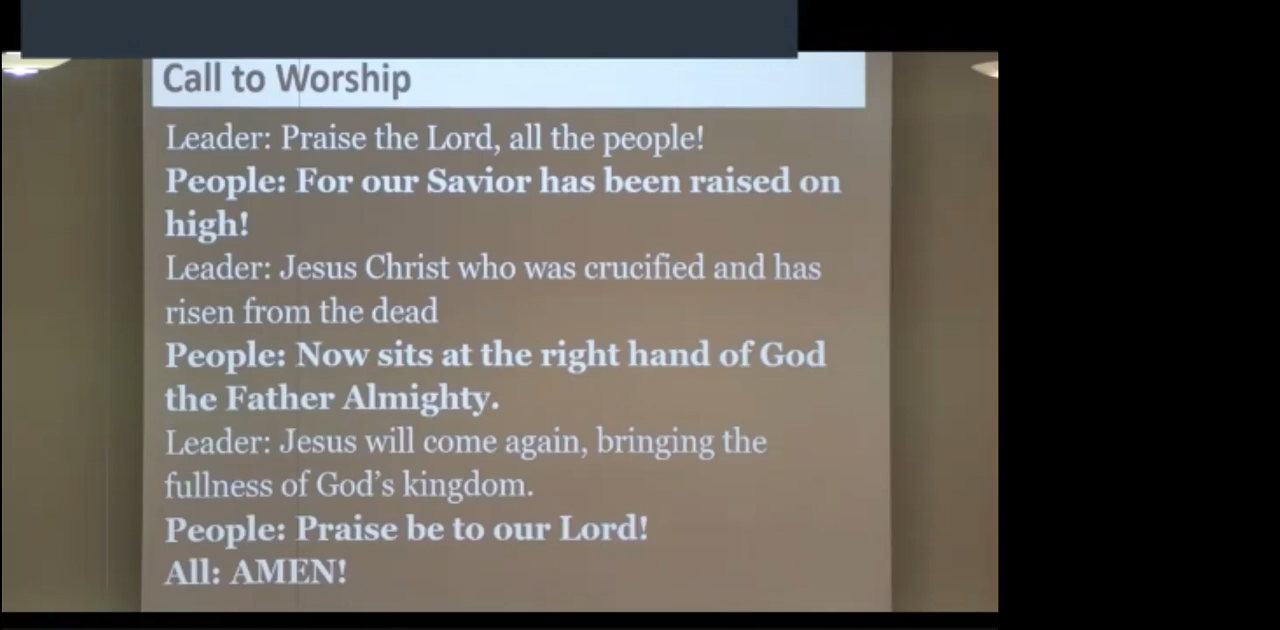 Call to Worship
Leader: Praise the Lord, all the people!
People: For our Savior has been raised on
high!
Leader: Jesus Christ who was crucified and has
risen from the dead
People: Now sits at the right hand of God
the Father Almighty.
Leader: Jesus will come again, bringing the
fullness of God’s kingdom.
People: Praise be to our Lord!
All: AMEN!